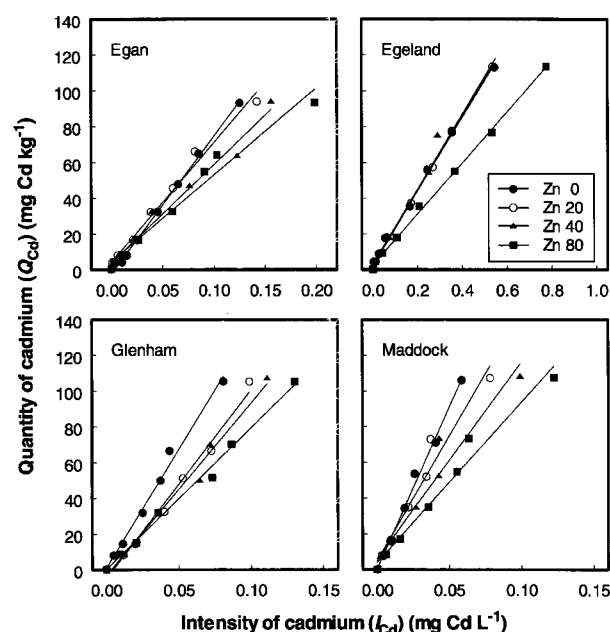 Quantity of cadmium (QCd) (mg Cd kg-1)
140
120
100
80
60
40
20
0
Egan
0.00 0.05 0.10 0.15 0.20
Egeland
Zn 0
Zn 20
Zn 40
Zn 80
0.0 0.2 0.4 0.6 0.8 1.0
140
120
100
80
60
40
20
0
Glenham
0.00 0.05 0.10 0.15
Maddock
0.00 0.05 0.10 0.15
Intensity of cadmium (ICd) (mg Cd L-1)